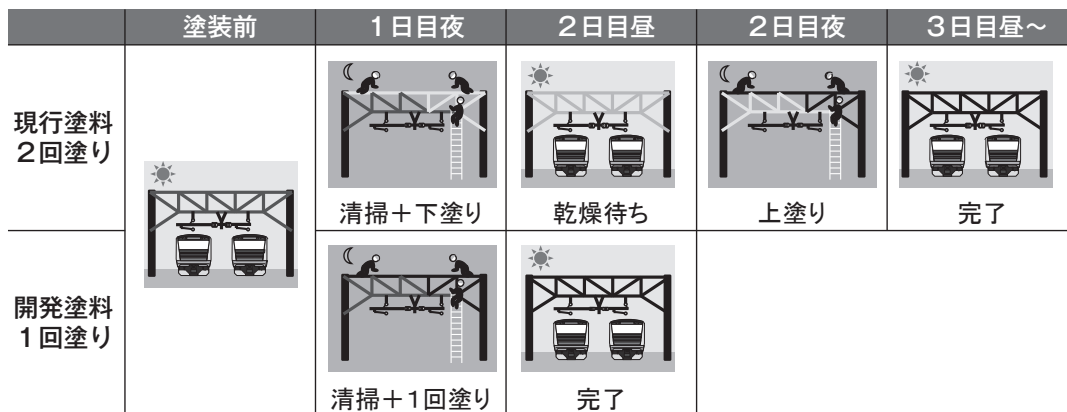 塗装前 1日目夜 2日目昼 2日目夜 3日目昼～
現行塗料
2回塗り
清掃＋下塗り 乾燥待ち 上塗り 完了
開発塗料
1回塗り
清掃＋1回塗り 完了